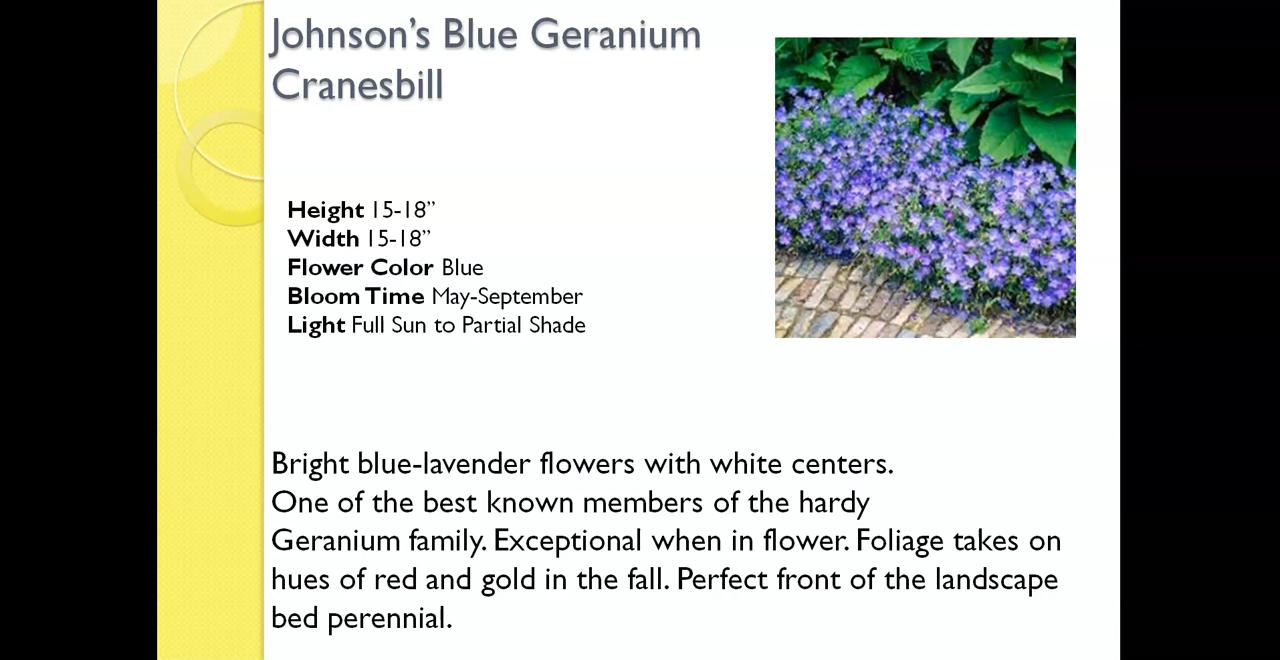 Johnson’s Blue Geranium
Cranesbill
Height 15-18”
Width 15-18”
Flower Color Blue
Bloom Time May-September
Light Full Sun to Partial Shade
Bright blue-lavender flowers with white centers.
One of the best known members of the hardy
Geranium family. Exceptional when in flower. Foliage takes on
hues of red and gold in the fall. Perfect front of the landscape
bed perennial.